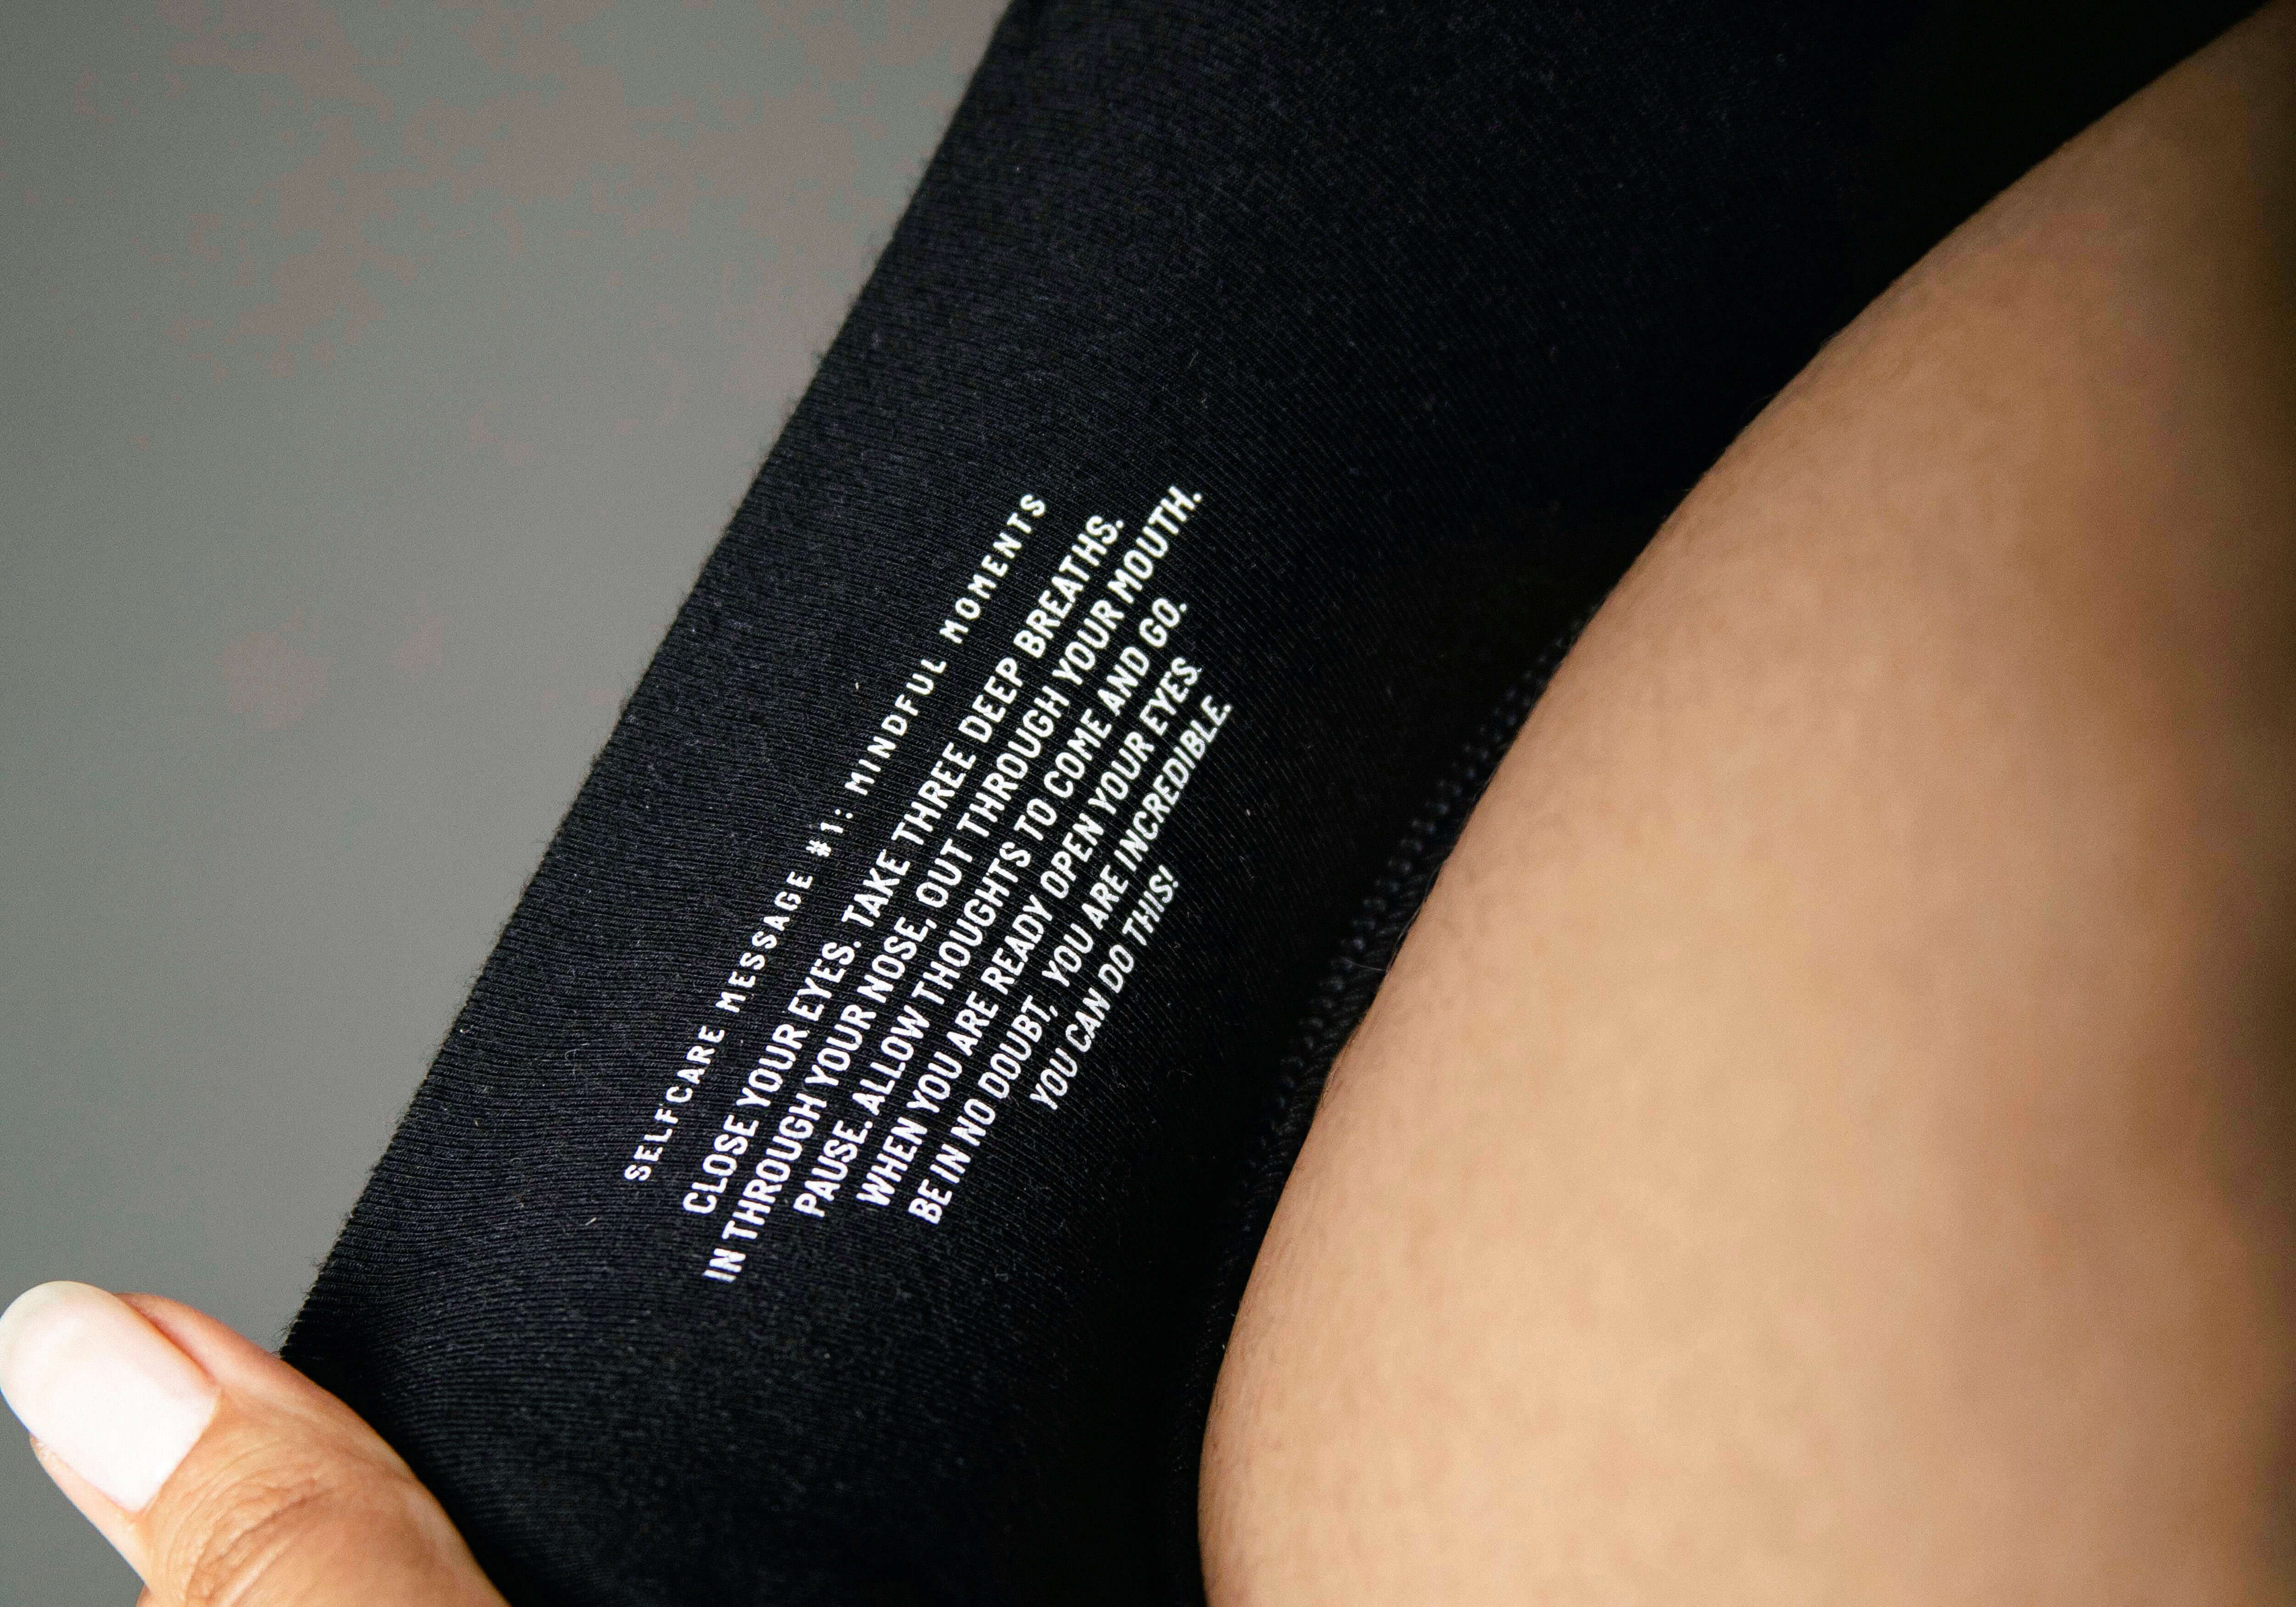 SELFCARE MESSAGE #1: MINDFUL MOMENTS
CLOSE YOUR EYES. TAKE THREE DEEP BREATHS.
IN THROUGH YOUR NOSE, OUT THROUGH YOUR MOUTH.
PAUSE. ALLOW THOUGHTS TO COME AND GO.
WHEN YOU ARE READY OPEN YOUR EYES.
BE IN NO DOUBT, YOU ARE INCREDIBLE.
YOU CAN DO THIS!